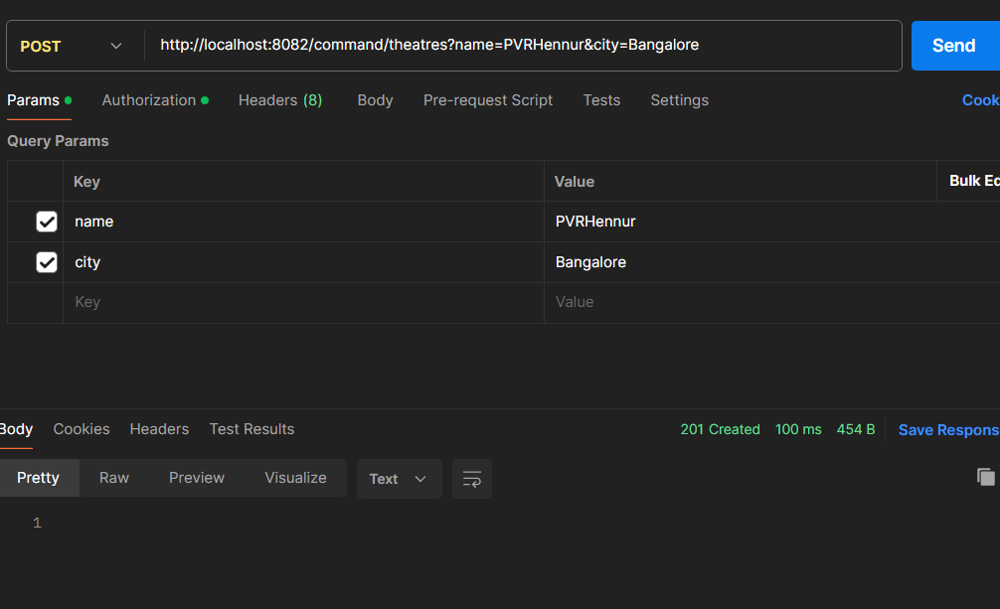 POST http://localhost:8082/command/theatres?name=PVRHennur&city=Bangalore Send
Params Authorization Headers (8) Body Pre-request Script Tests Settings Cook
Query Params
Key Value Bulk Ed
name PVRHennur
city Bangalore
Key Value
Body Cookies Headers Test Results 201 Created 100 ms 454 B Save Respons
Pretty Raw Preview Visualize Text
1